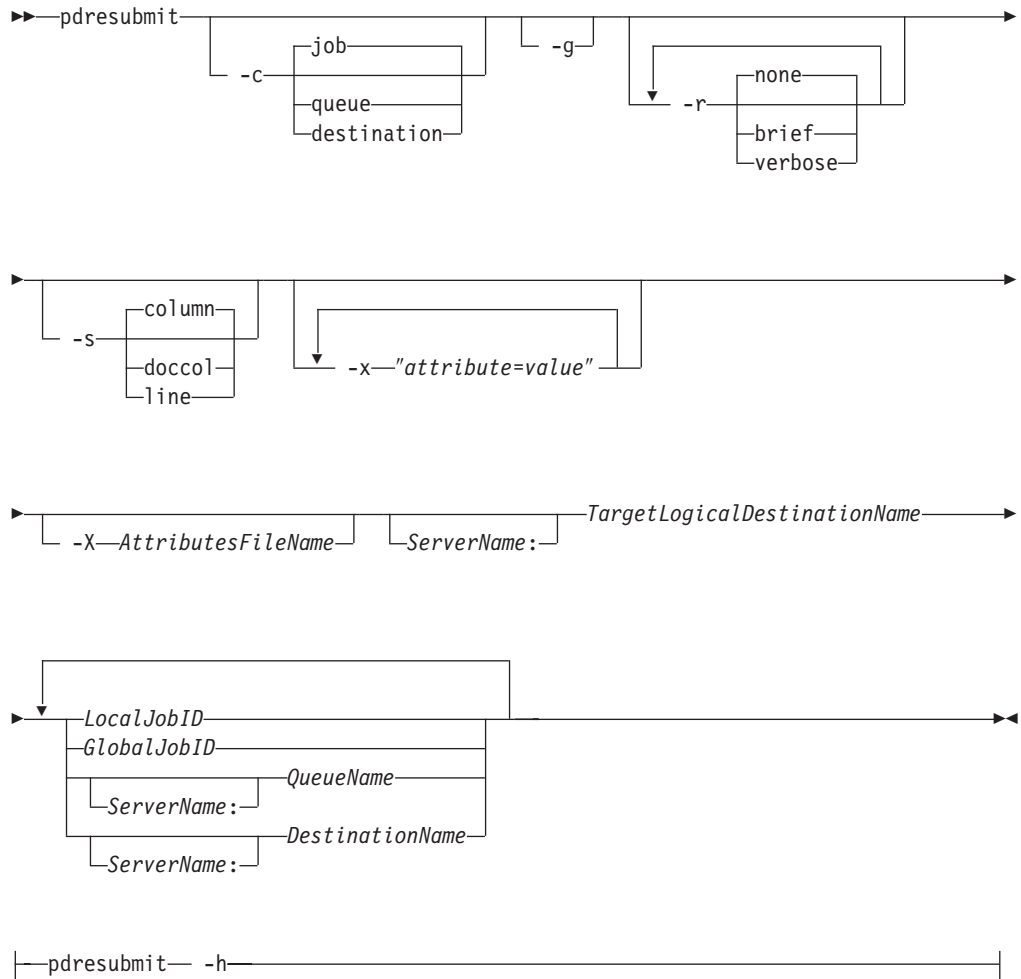 pdresubmit -c job -g -r none
queue brief
destination verbose
-s column -x "attribute=value"
doccol
line
-X AttributesFileName ServerName: TargetLogicalDestinationName
LocalJobID
GlobalJobID
ServerName: QueueName
ServerName: DestinationName
pdresubmit -h